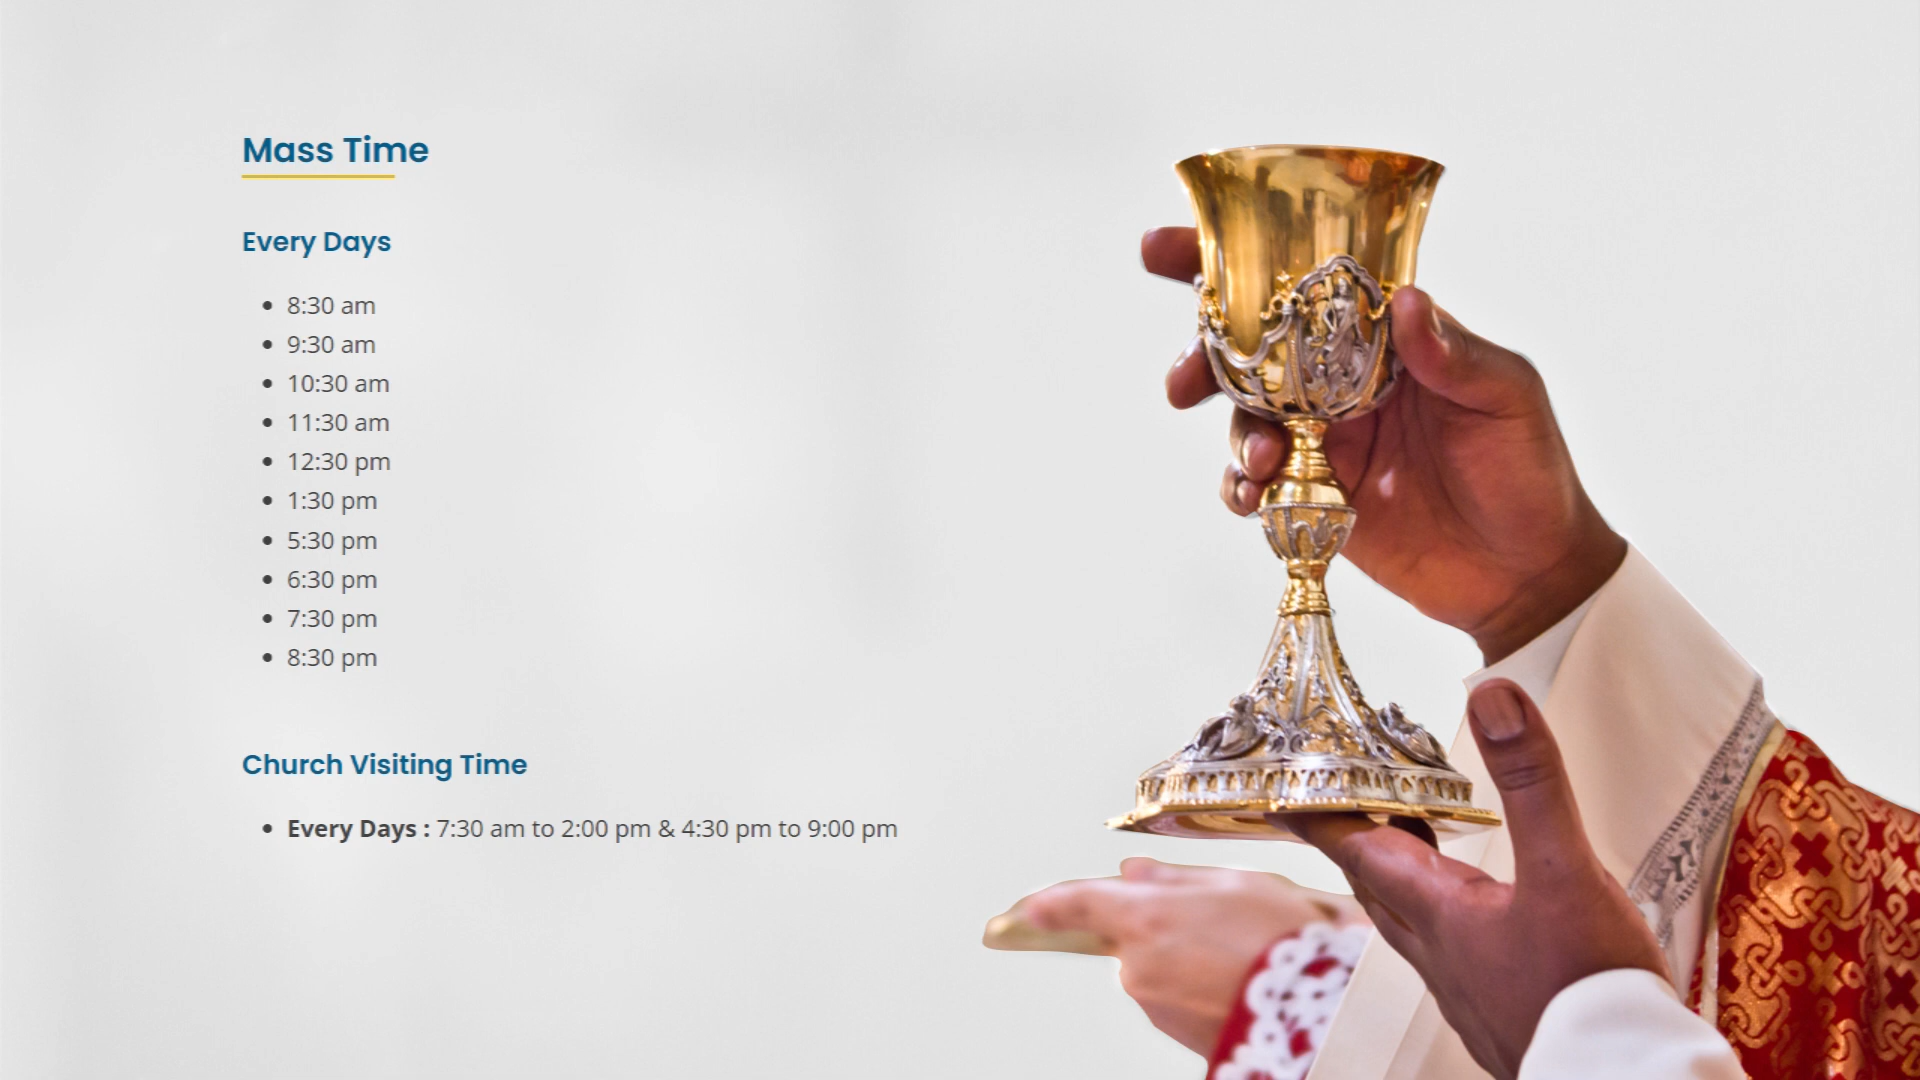 Mass Time
Every Days
8:30 am
9:30 am
10:30 am
11:30 am
12:30 pm
1:30 pm
5:30 pm
6:30 pm
7:30 pm
8:30 pm
Church Visiting Time
Every Days : 7:30 am to 2:00 pm & 4:30 pm to 9:00 pm